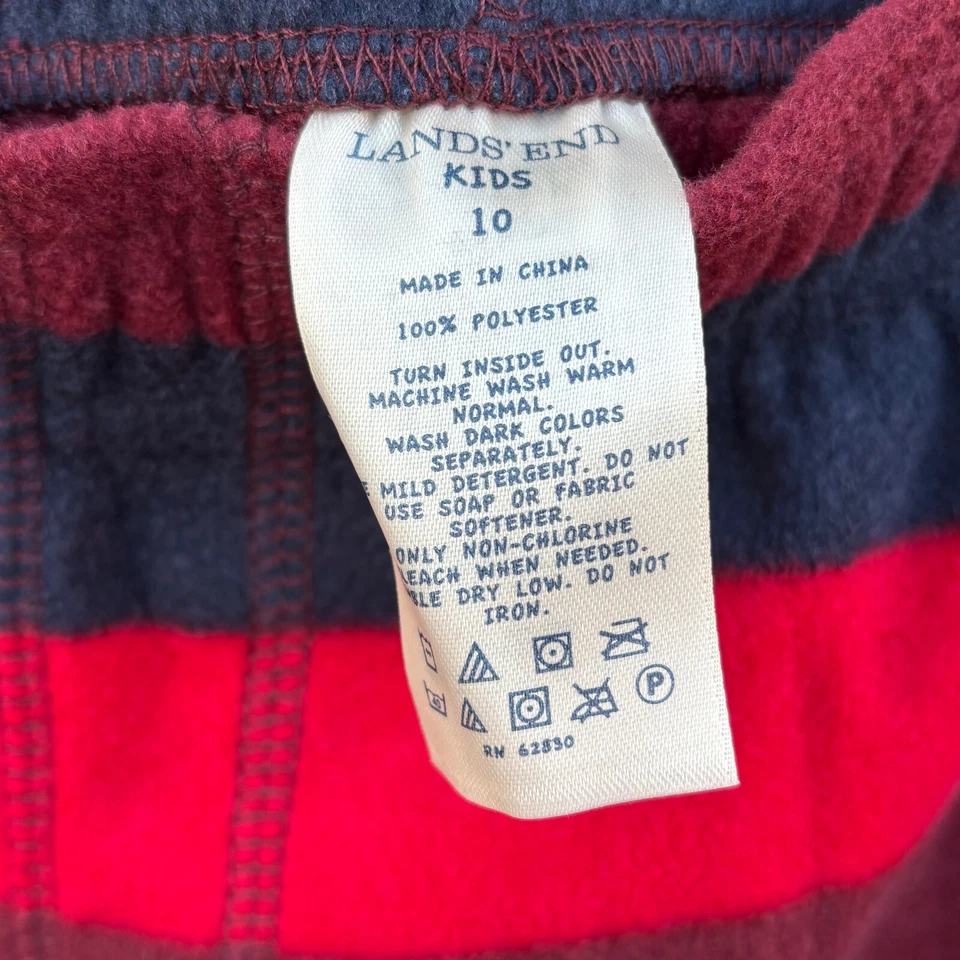 LANDS' END
KIDS
10
MADE IN CHINA
100% POLYESTER
TURN INSIDE OUT.
MACHINE WASH WARM
NORMAL.
WASH DARK COLORS
SEPARATELY.
MILD DETERGENT. DO NOT
USE SOAP OR FABRIC
SOFTENER.
ONLY NON-CHLORINE
WHEN NEEDED.
DRY LOW. DO NOT
IRON.
40
P
RN 62830